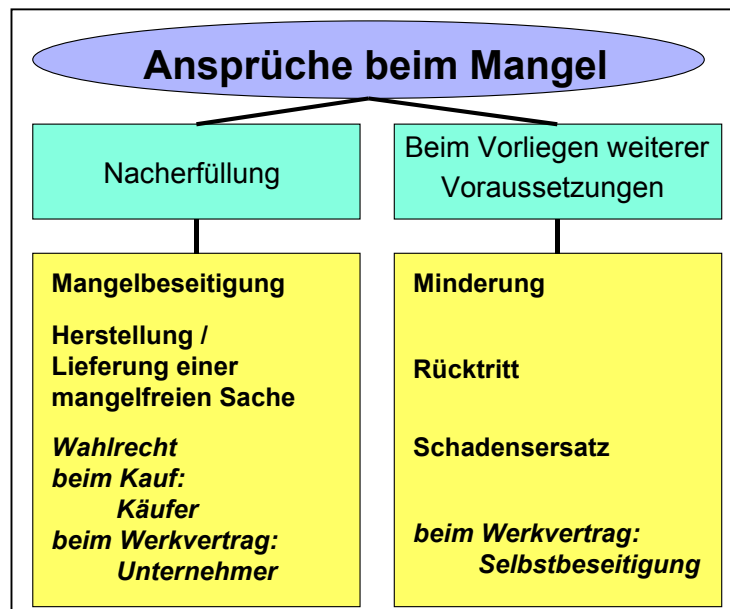 Ansprüche beim Mangel
Nacherfüllung
Beim Vorliegen weiterer
Voraussetzungen
Mangelbeseitigung
Herstellung /
Lieferung einer
mangelfreien Sache
Wahlrecht
beim Kauf:
Käufer
beim Werkvertrag:
Unternehmer
Minderung
Rücktritt
Schadensersatz
beim Werkvertrag:
Selbstbeseitigung